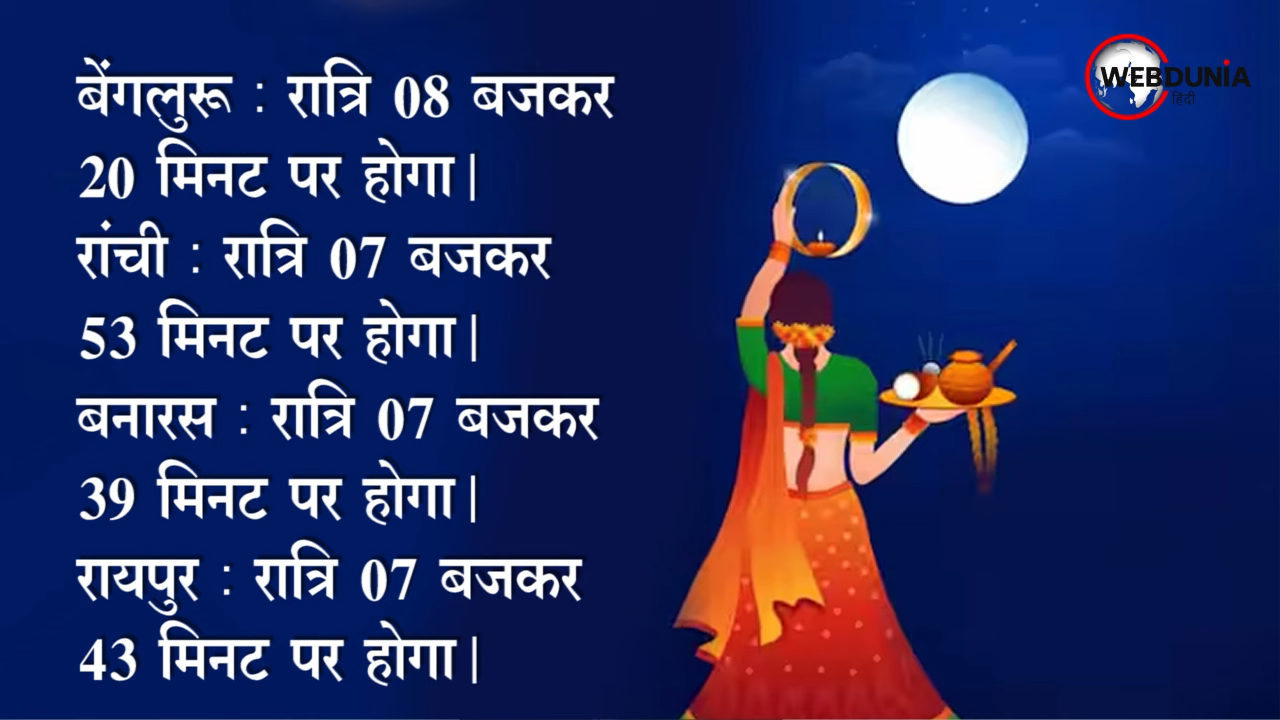 बेंगलुरू : रात्रि 08 बजकर
20 मिनट पर होगा|
रांची : रात्रि 07 बजकर
53 मिनट पर होगा|
बनारस : रात्रि 07 बजकर
39 मिनट पर होगा|
रायपुर : रात्रि 07 बजकर
43 मिनट पर होगा|
WEBDUNIA
हिंदी